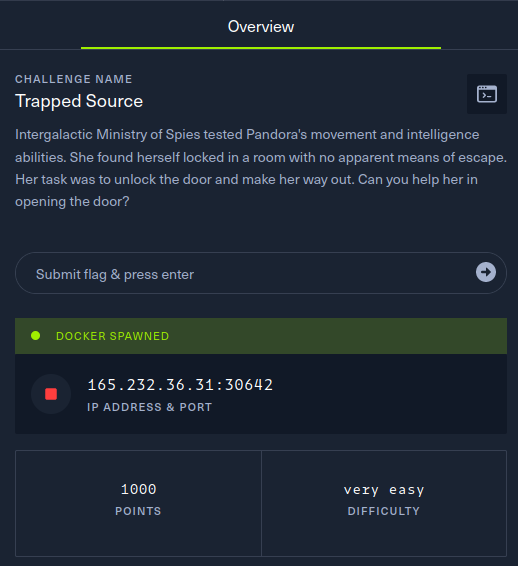 Overview
CHALLENGE NAME
Trapped Source
Intergalactic Ministry of Spies tested Pandora's movement and intelligence
abilities. She found herself locked in a room with no apparent means of escape.
Her task was to unlock the door and make her way out. Can you help her in
opening the door?
Submit flag & press enter
DOCKER SPAWNED
165.232.36.31:30642
IP ADDRESS & PORT
1000
POINTS
very easy
DIFFICULTY